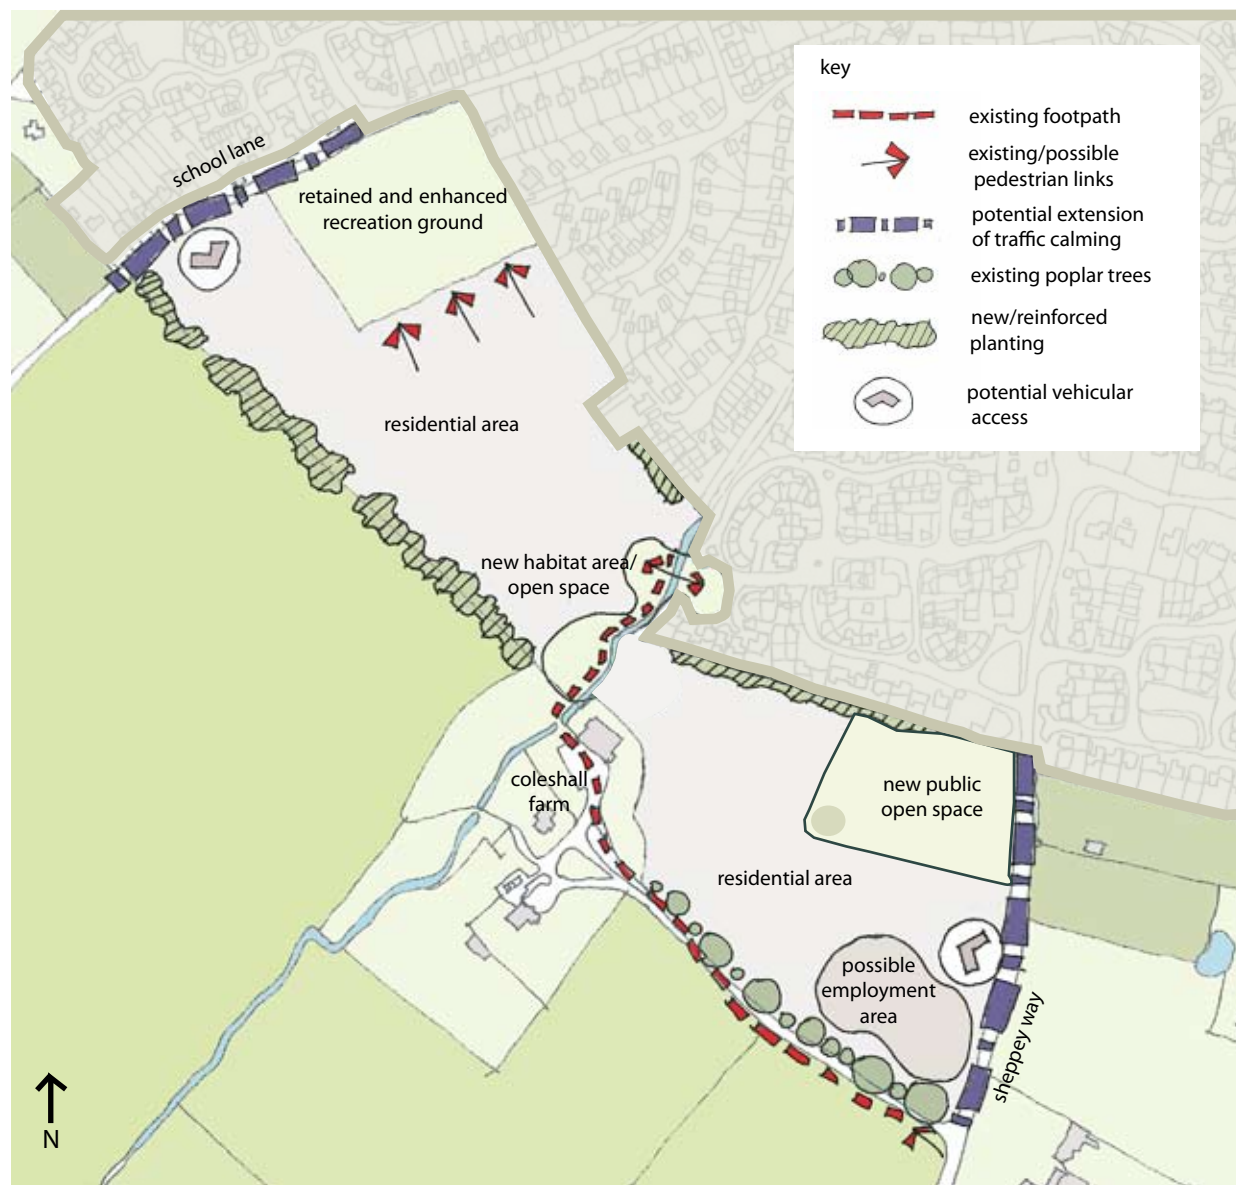 key
existing footpath
existing/possible
pedestrian links
potential extension
of traffic calming
existing poplar trees
new/reinforced
planting
potential vehicular
access
school lane
retained and enhanced
recreation ground
residential area
new habitat area/
open space
coleshall
farm
new public
open space
residential area
possible
employment
area
sheppey way
N